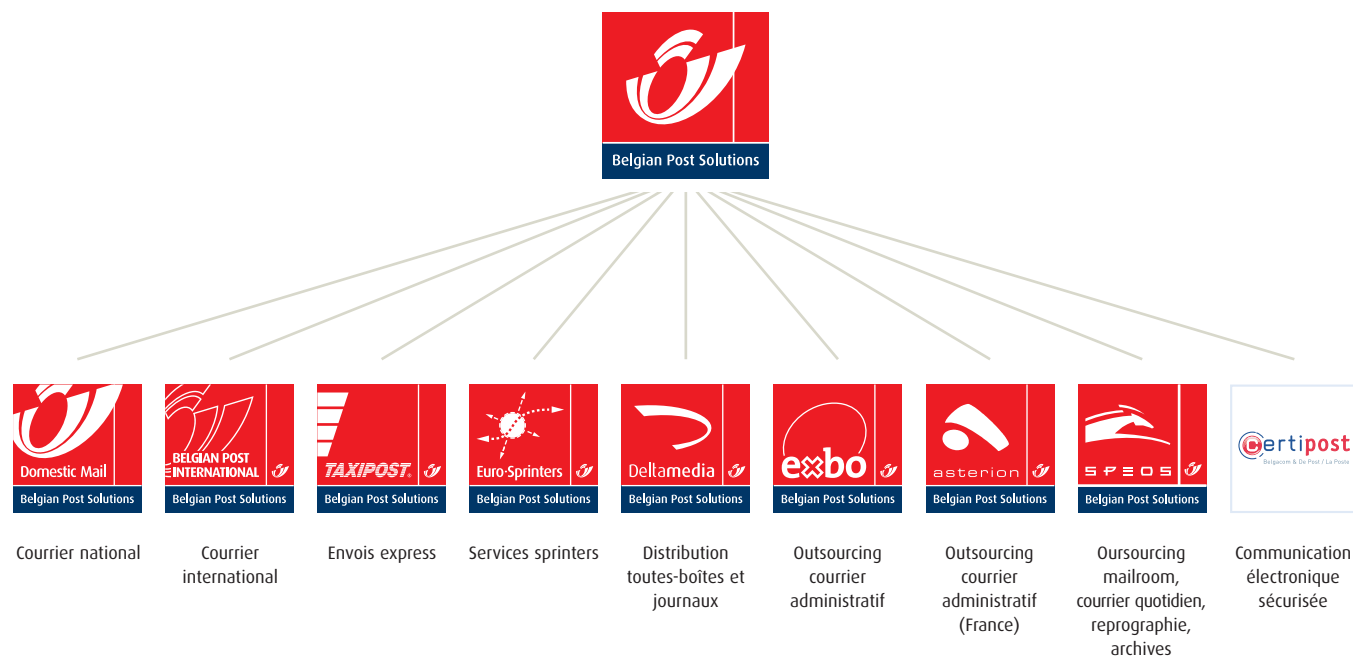 Belgian Post Solutions
Domestic Mail
Belgian Post Solutions
BELGIAN POST
INTERNATIONAL
Belgian Post Solutions
TAXIPOST®
Belgian Post Solutions
Euro-Sprinters
Belgian Post Solutions
Deltamedia
Belgian Post Solutions
exbo
Belgian Post Solutions
asterion
Belgian Post Solutions
SPEOS
Belgian Post Solutions
certipost
Belgacom & De Post / La Poste
Courrier national
Courrier
international
Envois express
Services sprinters
Distribution
toutes-boîtes et
journaux
Outsourcing
courrier
administratif
Outsourcing
courrier
administratif
(France)
Oursourcing
mailroom,
courrier quotidien,
reprographie,
archives
Communication
électronique
sécurisée